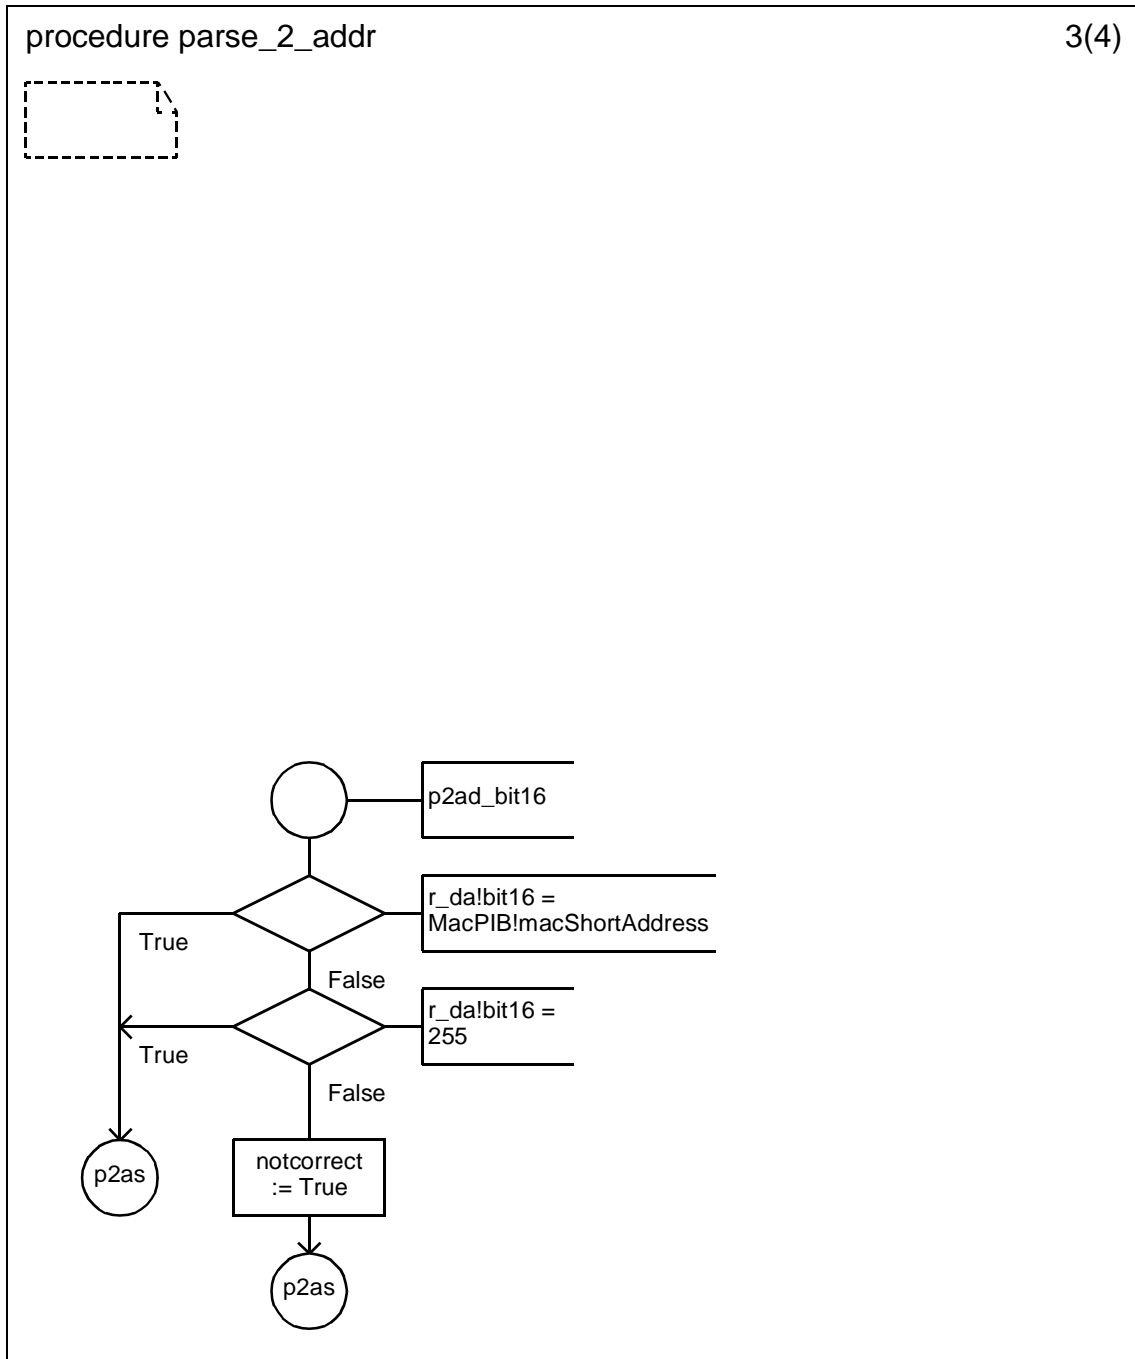 procedure parse_2_addr
3(4)
p2ad_bit16
r_da!bit16 =
MacPIB!macShortAddress
True
False
r_da!bit16 =
255
True
False
notcorrect
:= True
p2as
p2as